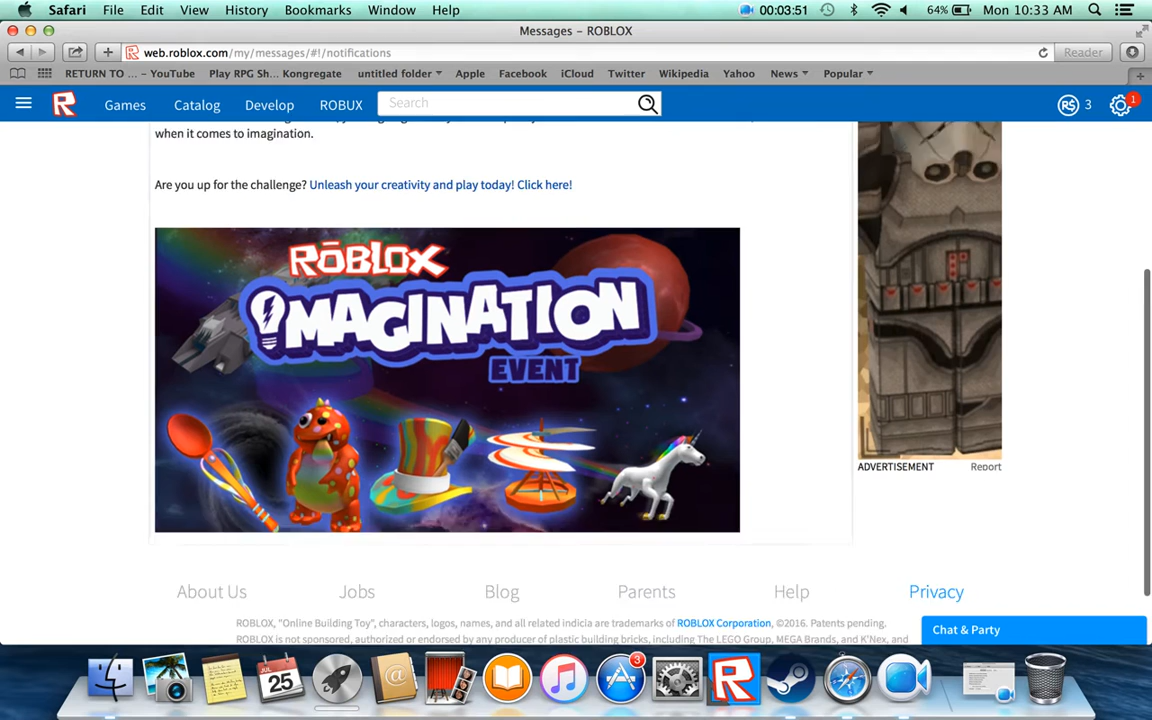 Safari File Edit View History Bookmarks Window Help 00:03:51 64% Mon 10:33 AM
Messages – ROBLOX
web.roblox.com/my/messages/#!/notifications Reader
RETURN TO ... – YouTube Play RPG Sh... Kongregate untitled folder Apple Facebook iCloud Twitter Wikipedia Yahoo News Popular
R Games Catalog Develop ROBUX Search R$ 3 1
when it comes to imagination.
Are you up for the challenge? Unleash your creativity and play today! Click here!
ROBLOX
IMAGINATION
EVENT
ADVERTISEMENT Report
About Us Jobs Blog Parents Help Privacy
ROBLOX, "Online Building Toy", characters, logos, names, and all related indicia are trademarks of ROBLOX Corporation, ©2016. Patents pending.
Chat & Party
ROBLOX is not sponsored, authorized or endorsed by any producer of plastic building bricks, including The LEGO Group, MEGA Brands, and K'Nex, and
JUL
25
3
R